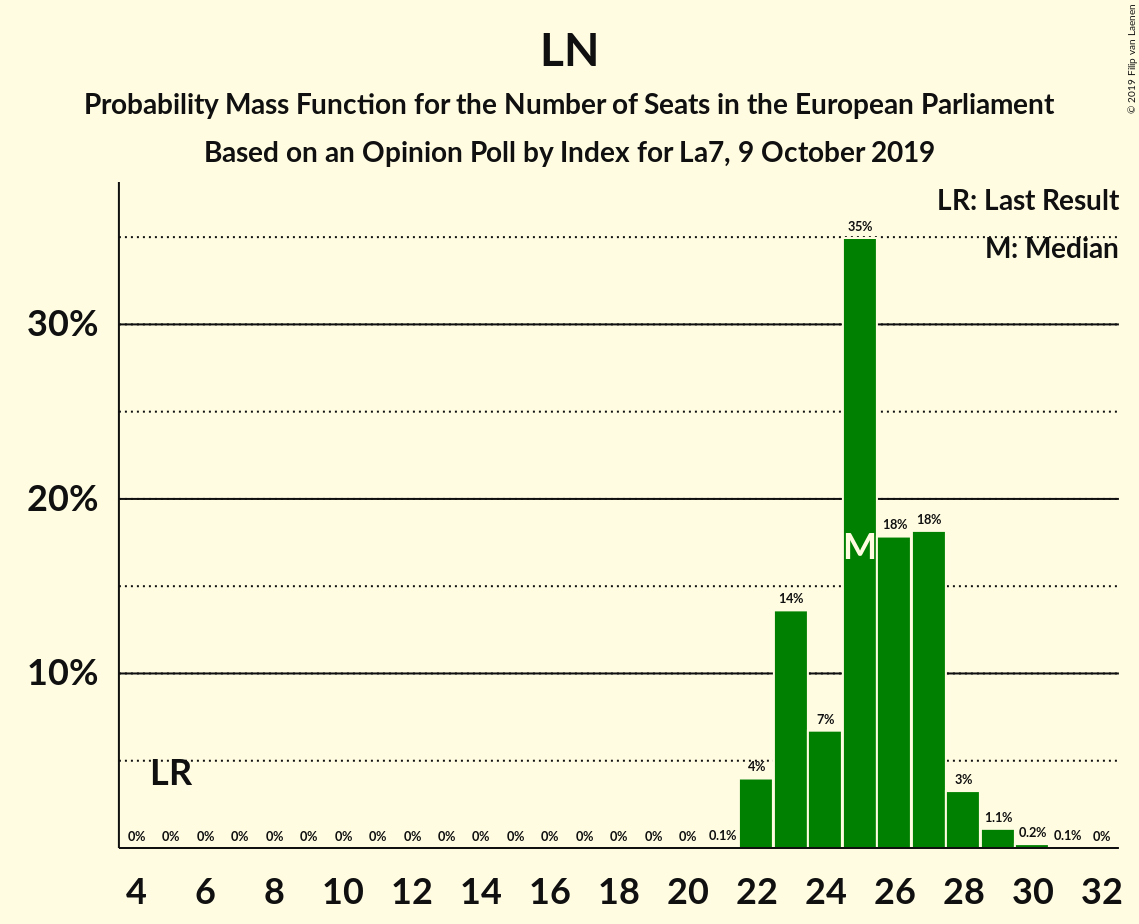 LN
Probability Mass Function for the Number of Seats in the European Parliament
Based on an Opinion Poll by Index for La7, 9 October 2019
© 2019 Filip van Laenen
LR: Last Result
M: Median
35%
30%
20%
18% 18%
M
14%
10%
7%
LR
4%
3%
1.1%
0% 0% 0% 0% 0% 0% 0% 0% 0% 0% 0% 0% 0% 0% 0% 0% 0% 0.1% 0.2% 0.1% 0%
4 6 8 10 12 14 16 18 20 22 24 26 28 30 32